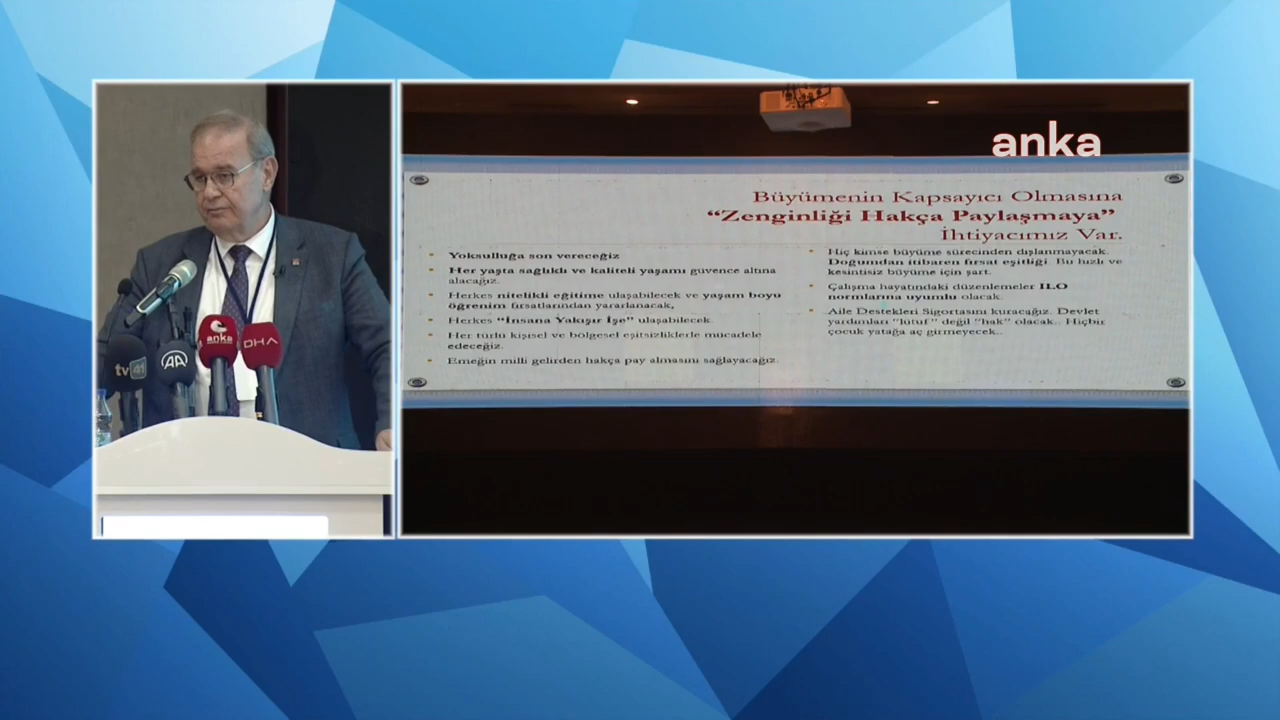 anka
Büyümenin Kapsayıcı Olmasına
“Zenginliği Hakça Paylaşmaya”
İhtiyacımız Var.
Yoksulluğa son vereceğiz
Her yaşta sağlıklı ve kaliteli yaşamı güvence altına
alacağız.
Herkes nitelikli eğitime ulaşabilecek ve yaşam boyu
öğrenim fırsatlarından yararlanacak,
Herkes “İnsana Yakışır İşe” ulaşabilecek.
Her türlü kişisel ve bölgesel eşitsizliklerle mücadele
edeceğiz.
Emeğin milli gelirden hakça pay almasını sağlayacağız.
Hiç kimse büyüme sürecinden dışlanmayacak.
Doğumdan itibaren fırsat eşitliği Bu hızlı ve
kesintisiz büyüme için şart.
Çalışma hayatındaki düzenlemeler ILO
normlarına uyumlu olacak.
Aile Destekleri Sigortasını kuracağız. Devlet
yardımları “lütuf” değil “hak” olacak.. Hiçbir
çocuk yatağa aç girmeyecek..
tv41
AA
anka
DHA